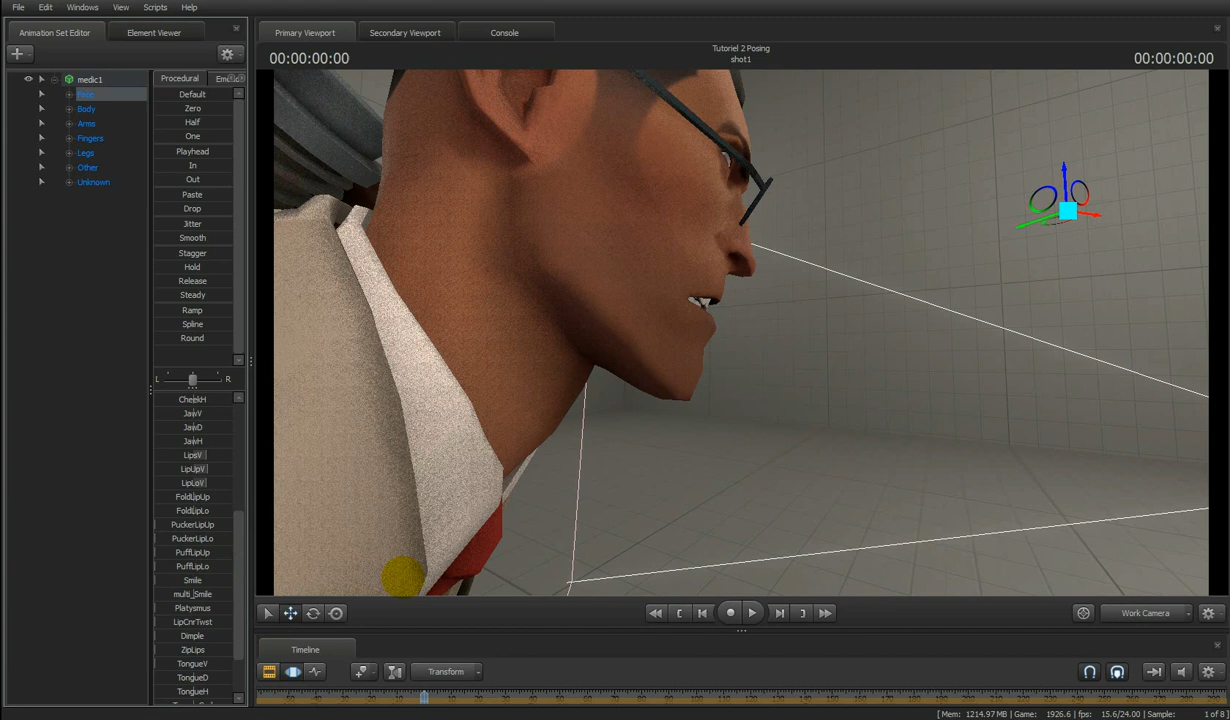 File Edit Windows View Scripts Help
Animation Set Editor Element Viewer
Primary Viewport Secondary Viewport Console
Tutoriel 2 Posing
shot1
00:00:00:00
00:00:00:00
medic1
Face
Body
Arms
Fingers
Legs
Other
Unknown
Procedural
Default
Zero
Half
One
Playhead
In
Out
Paste
Drop
Jitter
Smooth
Stagger
Hold
Release
Steady
Ramp
Spline
Round
L R
CheekH
JawV
JawD
JawH
LipsV
LipUpV
LipLoV
FoldLipUp
FoldLipLo
PuckerLipUp
PuckerLipLo
PuffLipUp
PuffLipLo
Smile
multi_Smile
Platysmus
LipCnrTwst
Dimple
ZipLips
TongueV
TongueD
TongueH
Work Camera
Timeline
Transform
[ Mem: 1214.97 MB | Game: 1926.6 | fps: 15.6/24.00 | Sample: 1 of 8 ]